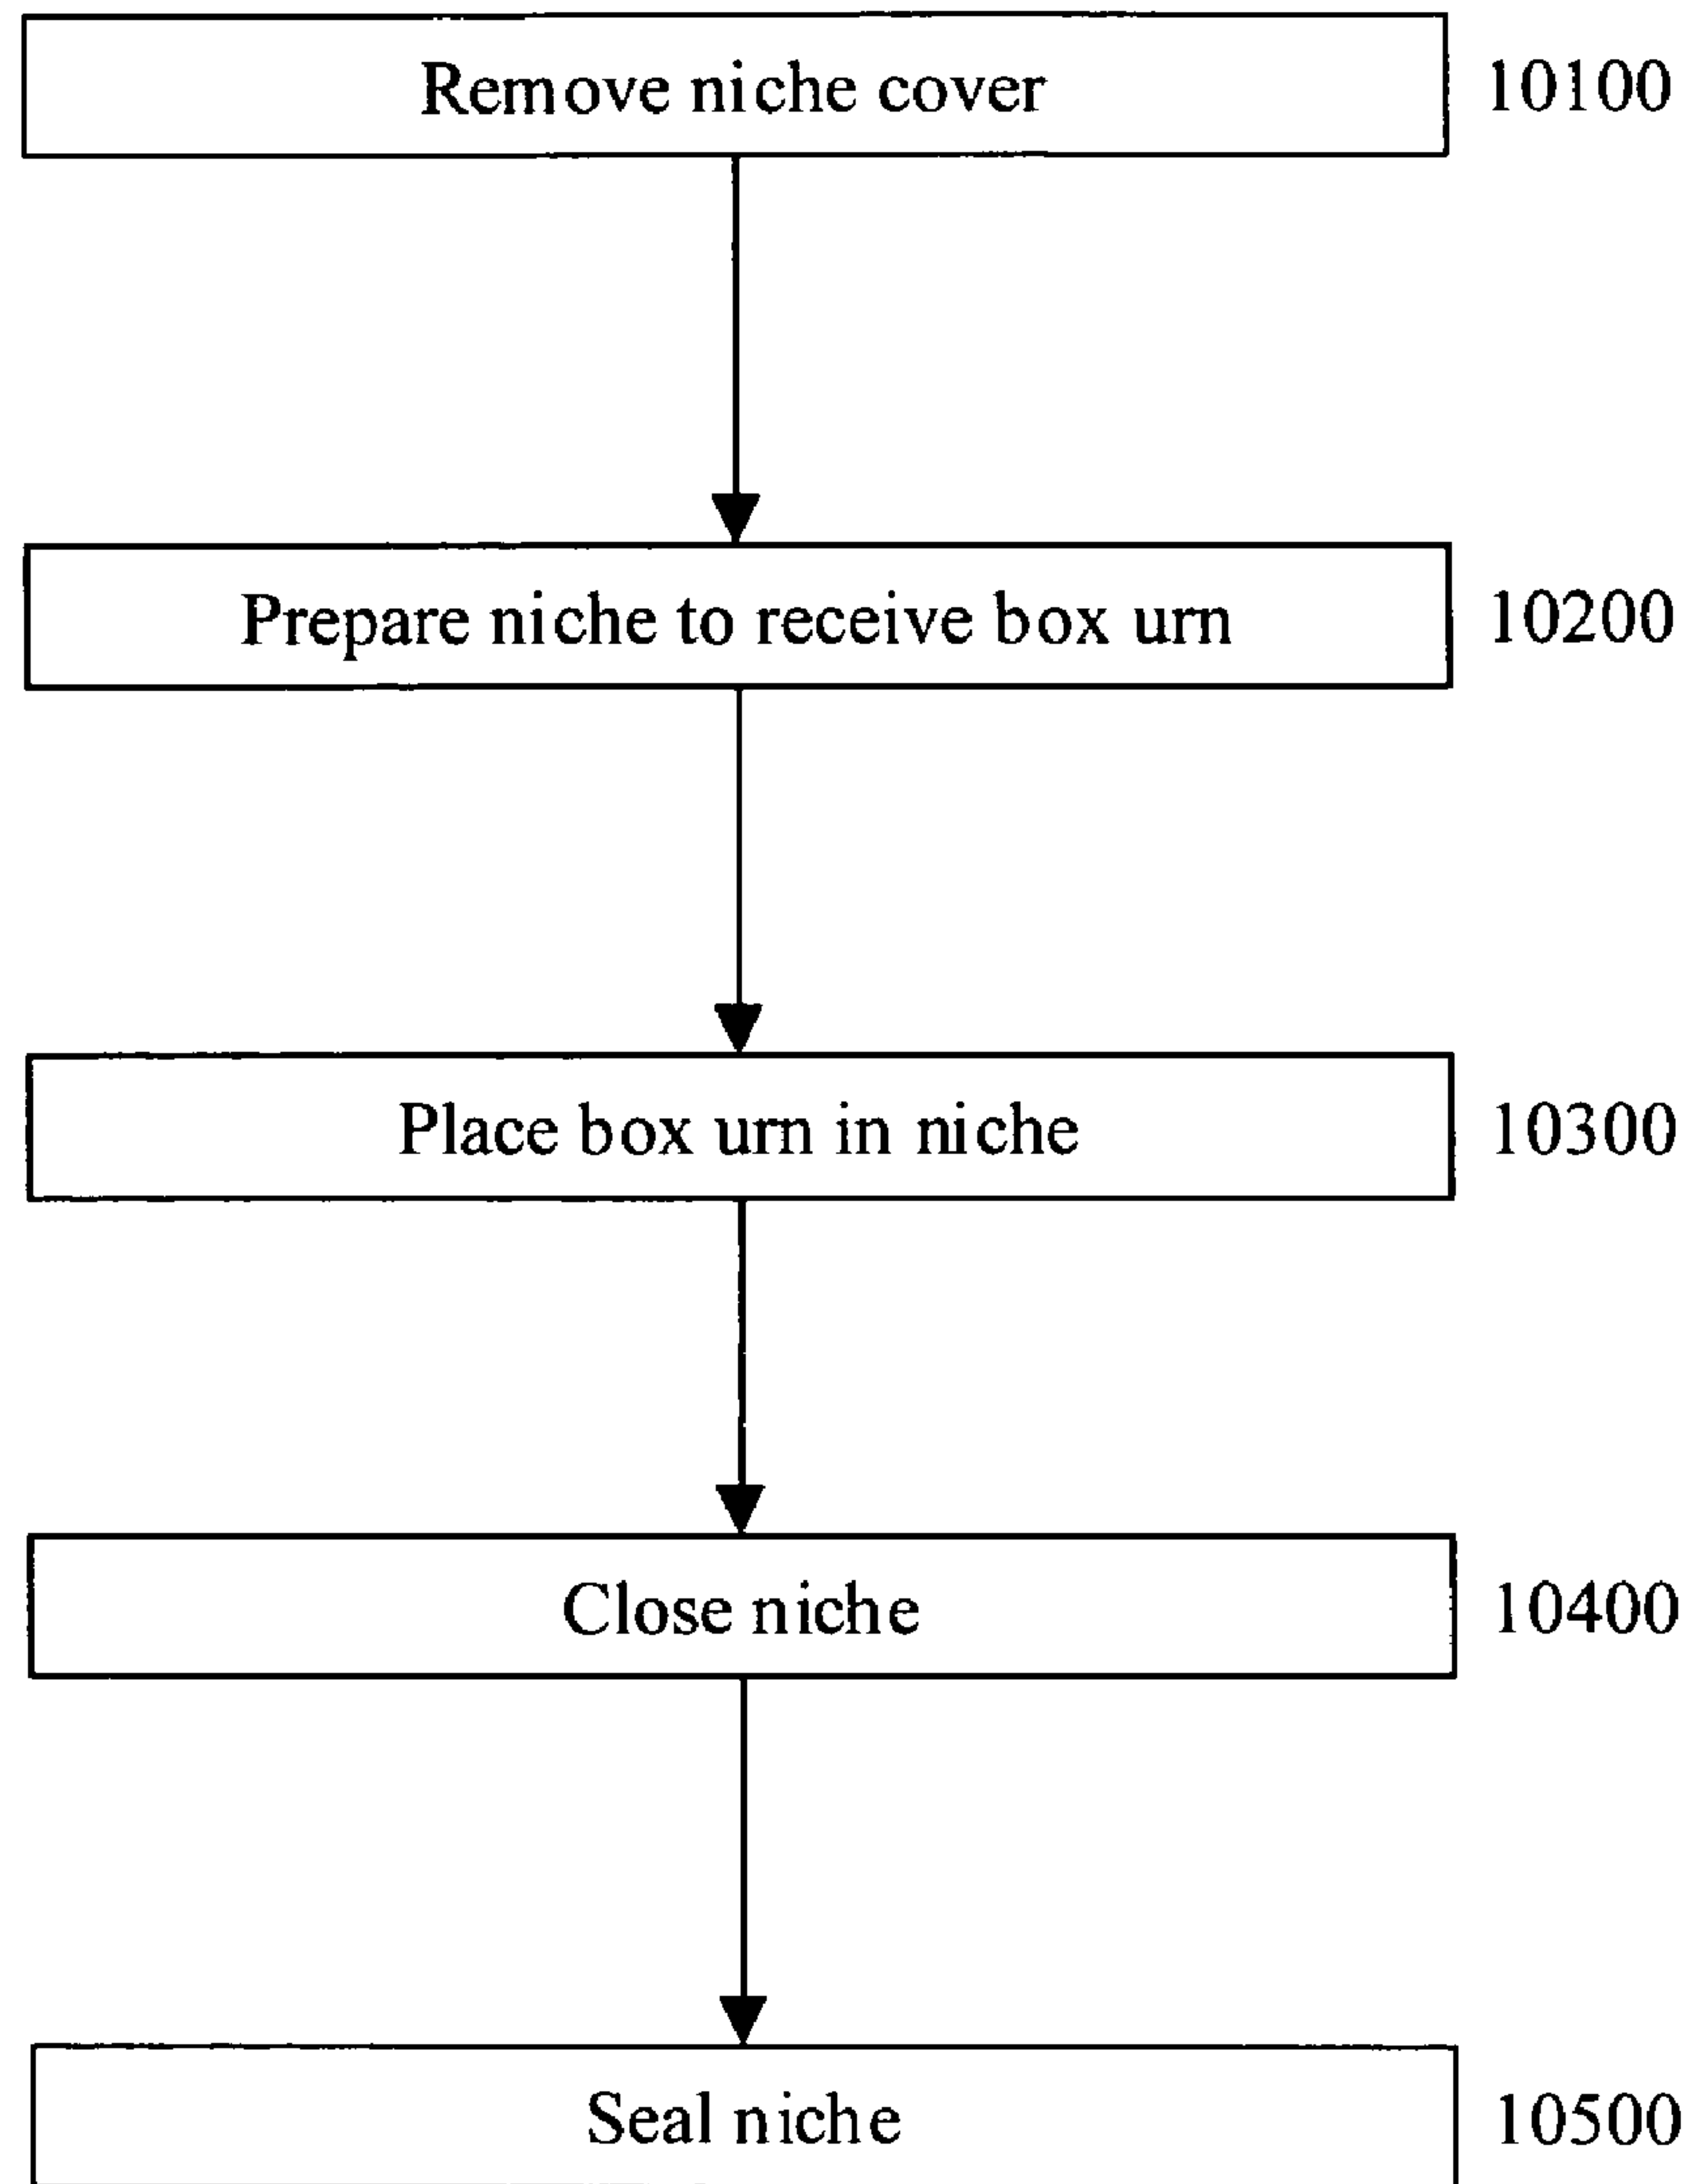 Remove niche cover 10100
Prepare niche to receive box urn 10200
Place box urn in niche 10300
Close niche 10400
Seal niche 10500